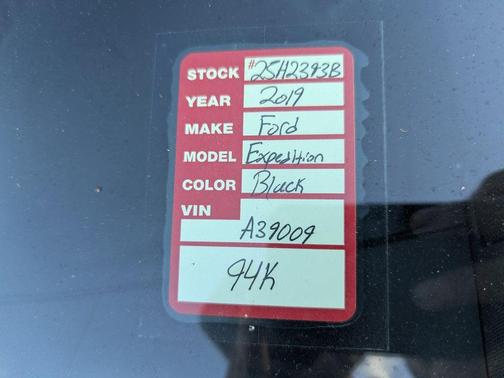 STOCK #25H2393B
YEAR 2019
MAKE Ford
MODEL Expedition
COLOR Black
VIN
A39009
94K